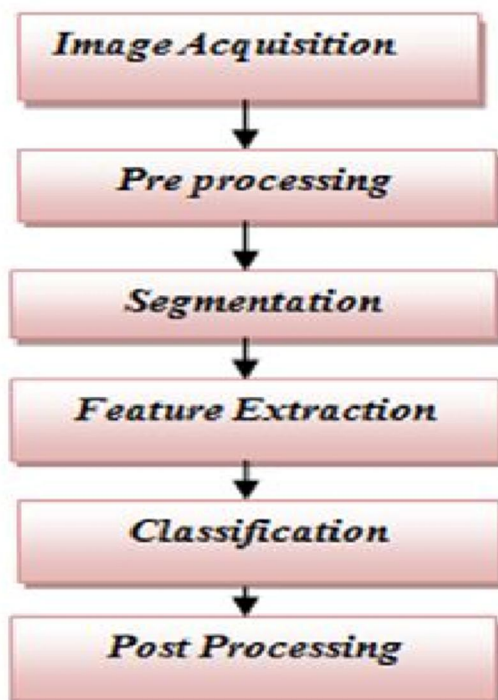 Image Acquisition
Pre processing
Segmentation
Feature Extraction
Classification
Post Processing